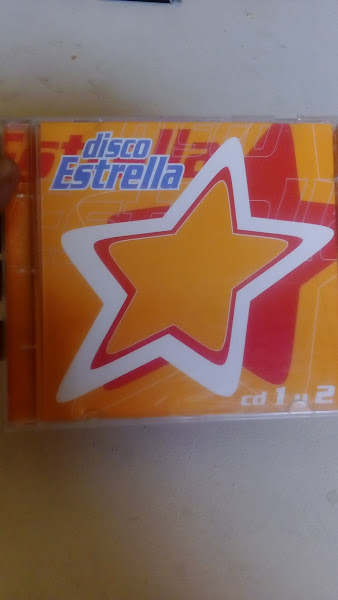 disco
Estrella
cd 1 y 2